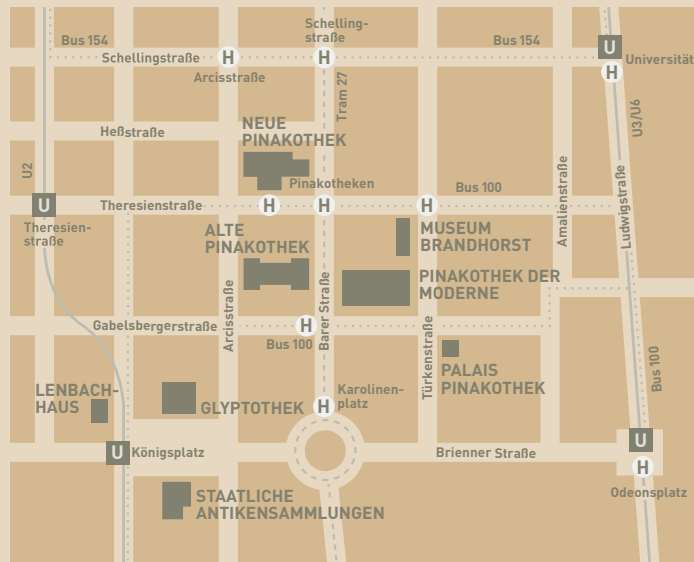 Schelling-
straße
Bus 154
Bus 154
U
Schellingstraße
H
H
Universität
H
Arcisstraße
Tram 27
U3/U6
NEUE
PINAKOTHEK
Heßstraße
U2
Pinakotheken
Bus 100
Amalienstraße
Ludwigstraße
U
Theresienstraße
H
H
H
Theresien-
straße
ALTE
PINAKOTHEK
MUSEUM
BRANDHORST
PINAKOTHEK DER
MODERNE
Arcisstraße
Barer Straße
Gabelsbergerstraße
H
Bus 100
Türkenstraße
Bus 100
PALAIS
PINAKOTHEK
LENBACH-
HAUS
GLYPTOTHEK
H
Karolinen-
platz
U
Königsplatz
Brienner Straße
U
H
Odeonsplatz
STAATLICHE
ANTIKENSAMMLUNGEN